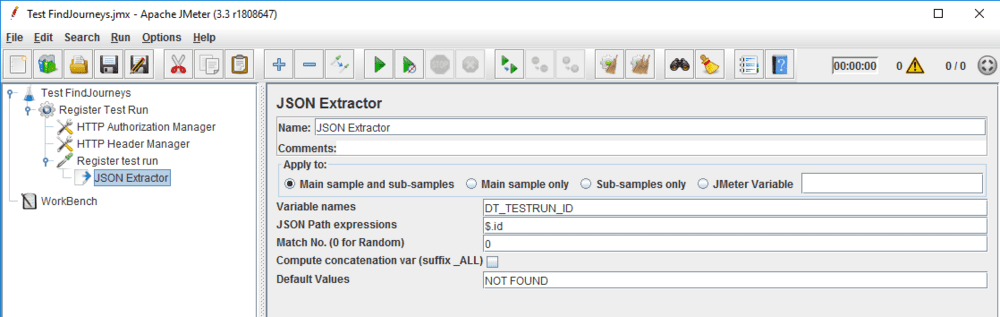 Test FindJourneys.jmx - Apache JMeter (3.3 r1808647)
File Edit Search Run Options Help
00:00:00 0 0 / 0
Test FindJourneys
Register Test Run
HTTP Authorization Manager
HTTP Header Manager
Register test run
JSON Extractor
WorkBench
JSON Extractor
Name: JSON Extractor
Comments:
Apply to:
Main sample and sub-samples Main sample only Sub-samples only JMeter Variable
Variable names DT_TESTRUN_ID
JSON Path expressions $.id
Match No. (0 for Random) 0
Compute concatenation var (suffix _ALL)
Default Values NOT FOUND